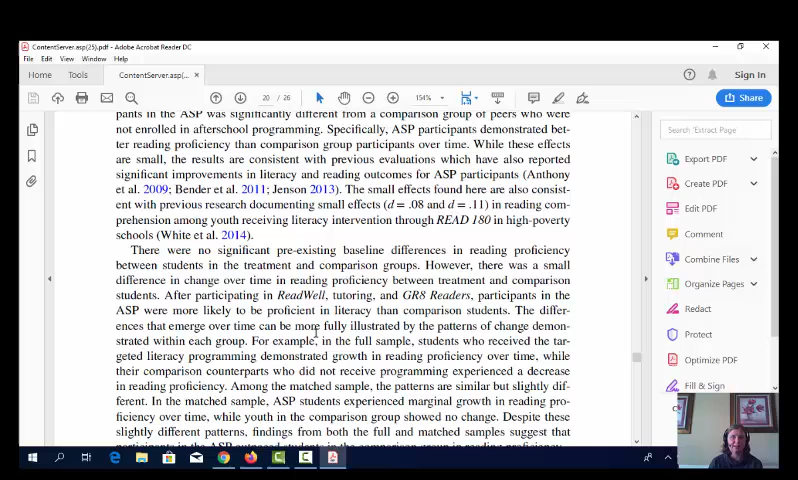 ContentServer.asp(25).pdf - Adobe Acrobat Reader DC
File Edit View Window Help
Home Tools ContentServer.asp(... × Sign In
20 / 26 154% Share
pants in the ASP was significantly different from a comparison group of peers who were
not enrolled in afterschool programming. Specifically, ASP participants demonstrated bet-
ter reading proficiency than comparison group participants over time. While these effects
are small, the results are consistent with previous evaluations which have also reported
significant improvements in literacy and reading outcomes for ASP participants (Anthony
et al. 2009; Bender et al. 2011; Jenson 2013). The small effects found here are also consist-
ent with previous research documenting small effects (d = .08 and d = .11) in reading com-
prehension among youth receiving literacy intervention through READ 180 in high-poverty
schools (White et al. 2014).
There were no significant pre-existing baseline differences in reading proficiency
between students in the treatment and comparison groups. However, there was a small
difference in change over time in reading proficiency between treatment and comparison
students. After participating in ReadWell, tutoring, and GR8 Readers, participants in the
ASP were more likely to be proficient in literacy than comparison students. The differ-
ences that emerge over time can be more fully illustrated by the patterns of change demon-
strated within each group. For example, in the full sample, students who received the tar-
geted literacy programming demonstrated growth in reading proficiency over time, while
their comparison counterparts who did not receive programming experienced a decrease
in reading proficiency. Among the matched sample, the patterns are similar but slightly dif-
ferent. In the matched sample, ASP students experienced marginal growth in reading pro-
ficiency over time, while youth in the comparison group showed no change. Despite these
slightly different patterns, findings from both the full and matched samples suggest that
participants in the ASP outpaced students in the comparison group in reading proficiency.
Search 'Extract Page'
Export PDF
Create PDF
Edit PDF
Comment
Combine Files
Organize Pages
Redact
Protect
Optimize PDF
Fill & Sign